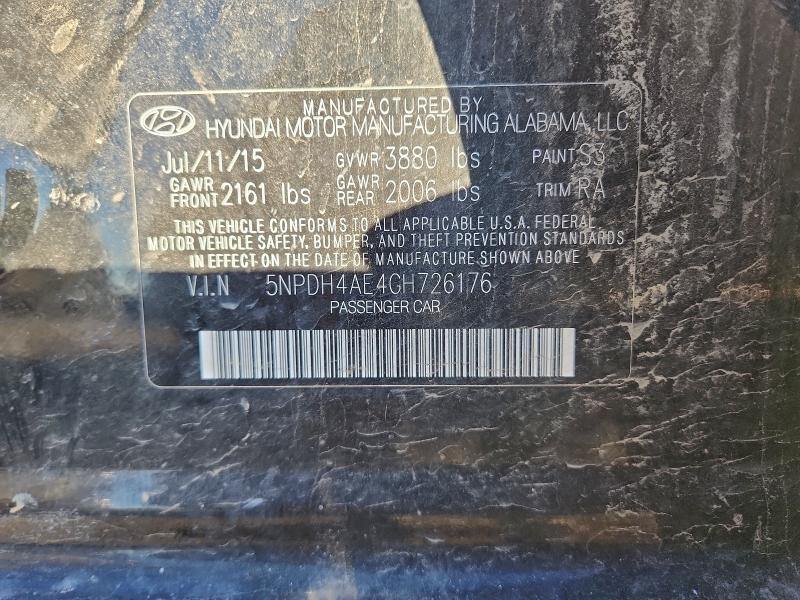 MANUFACTURED BY
HYUNDAI MOTOR MANUFACTURING ALABAMA, LLC
Jul/11/15 GVWR 3880 lbs PAINT S3
GAWR FRONT 2161 lbs GAWR REAR 2006 lbs TRIM RA
THIS VEHICLE CONFORMS TO ALL APPLICABLE U.S.A. FEDERAL
MOTOR VEHICLE SAFETY, BUMPER, AND THEFT PREVENTION STANDARDS
IN EFFECT ON THE DATE OF MANUFACTURE SHOWN ABOVE.
V.I.N 5NPDH4AE4GH726176
PASSENGER CAR